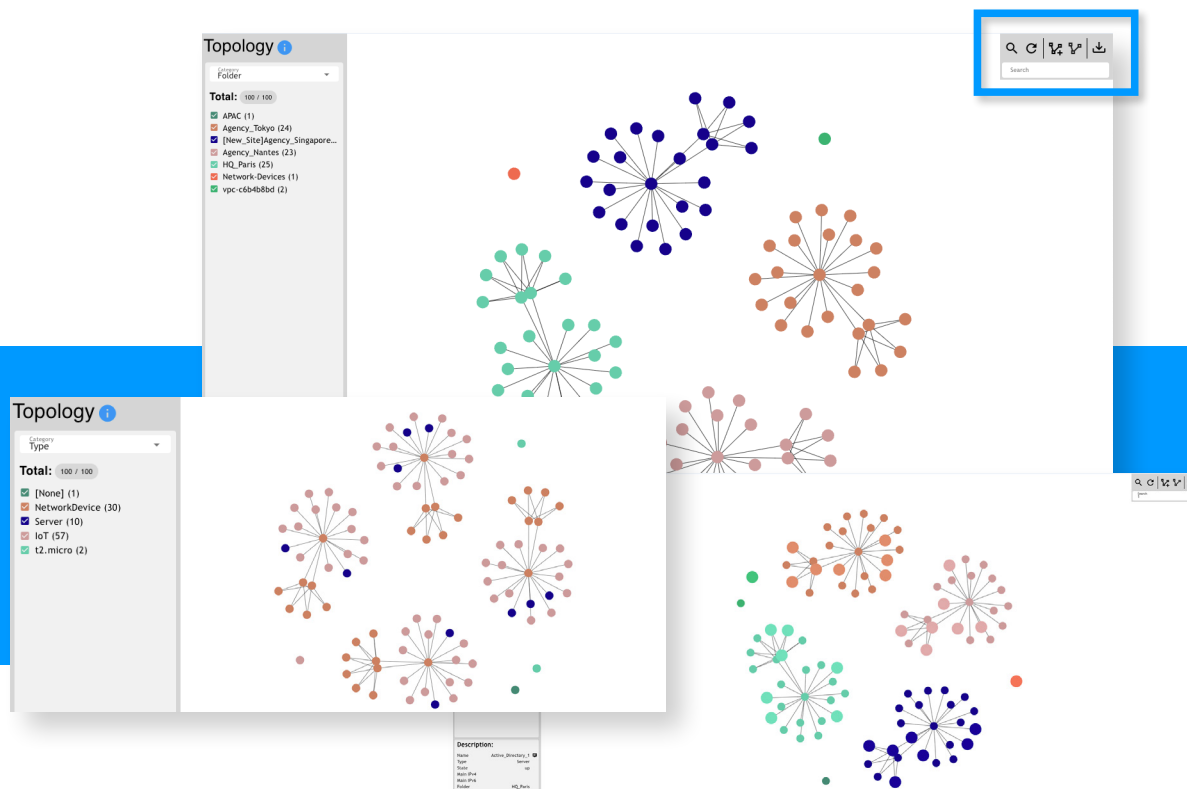 Topology
Category
Folder
Total: 100 / 100
APAC (1)
Agency_Tokyo (24)
[New_Site]Agency_Singapore...
Agency_Nantes (23)
HQ_Paris (25)
Network-Devices (1)
vpc-c6b4b8bd (2)
Search
Topology
Category
Type
Total: 100 / 100
[None] (1)
NetworkDevice (30)
Server (10)
IoT (57)
t2.micro (2)
Description:
Name Active_Directory_1
Type Server
State up
Main IPv4
Main IPv6
Folder HQ_Paris